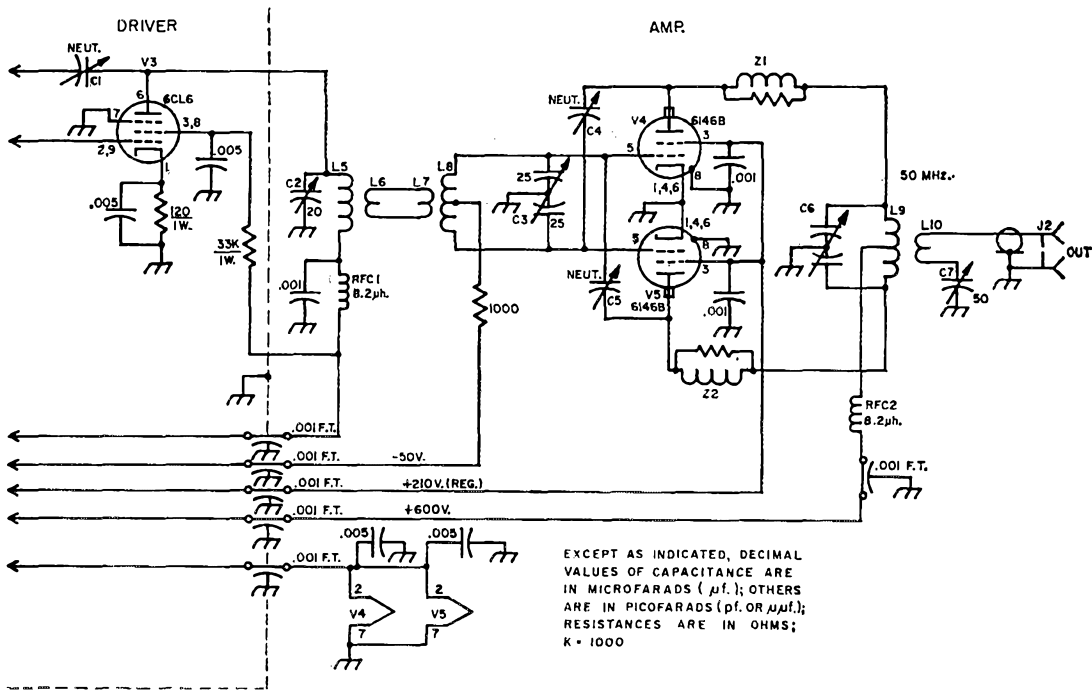 DRIVER
AMP.
NEUT.
C1
V3
6CL6
6
7
3,8
2,9
1
.005
.005
120
1W.
33K
1W.
C2
20
L5
L6
L7
L8
.001
RFC1
8.2µh.
1000
25
C3
25
NEUT.
C4
V4
6146B
5
3
1,4,6
8
.001
1,4,6
8
5
3
NEUT.
C5
V5
6146B
.001
Z1
Z2
50 MHz.
C6
L9
L10
J2
OUT
C7
50
RFC2
8.2µh.
.001 F.T.
.001 F.T.
.001 F.T.
-50V.
.001 F.T.
+210V. (REG.)
.001 F.T.
+600V.
.001 F.T.
.005
.005
2
V4
7
2
V5
7
EXCEPT AS INDICATED, DECIMAL
VALUES OF CAPACITANCE ARE
IN MICROFARADS ( µf.); OTHERS
ARE IN PICOFARADS (pf. OR µµf.);
RESISTANCES ARE IN OHMS;
K = 1000